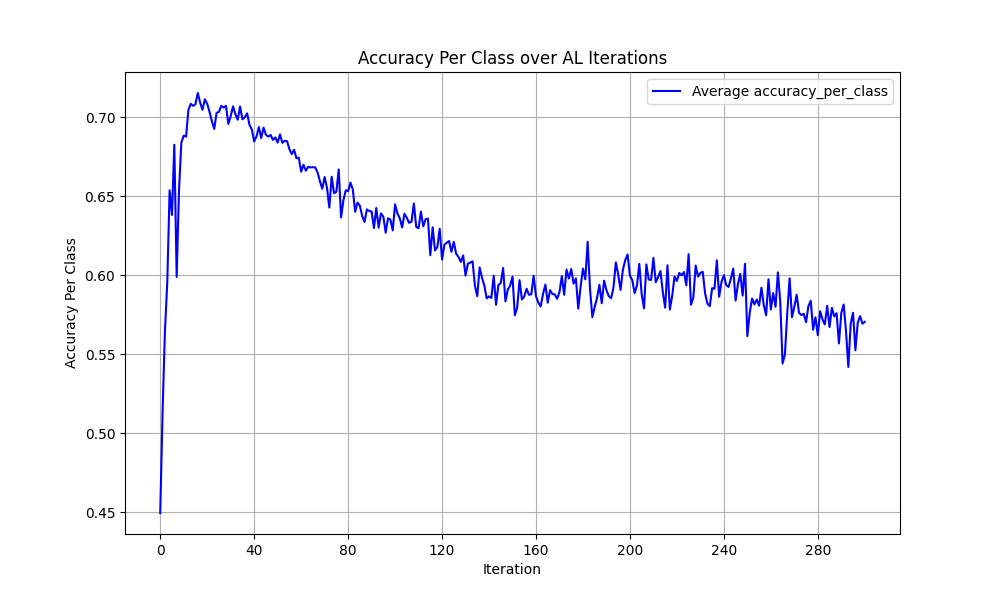 Accuracy Per Class over AL Iterations
Average accuracy_per_class
Accuracy Per Class
0.70
0.65
0.60
0.55
0.50
0.45
0 40 80 120 160 200 240 280
Iteration